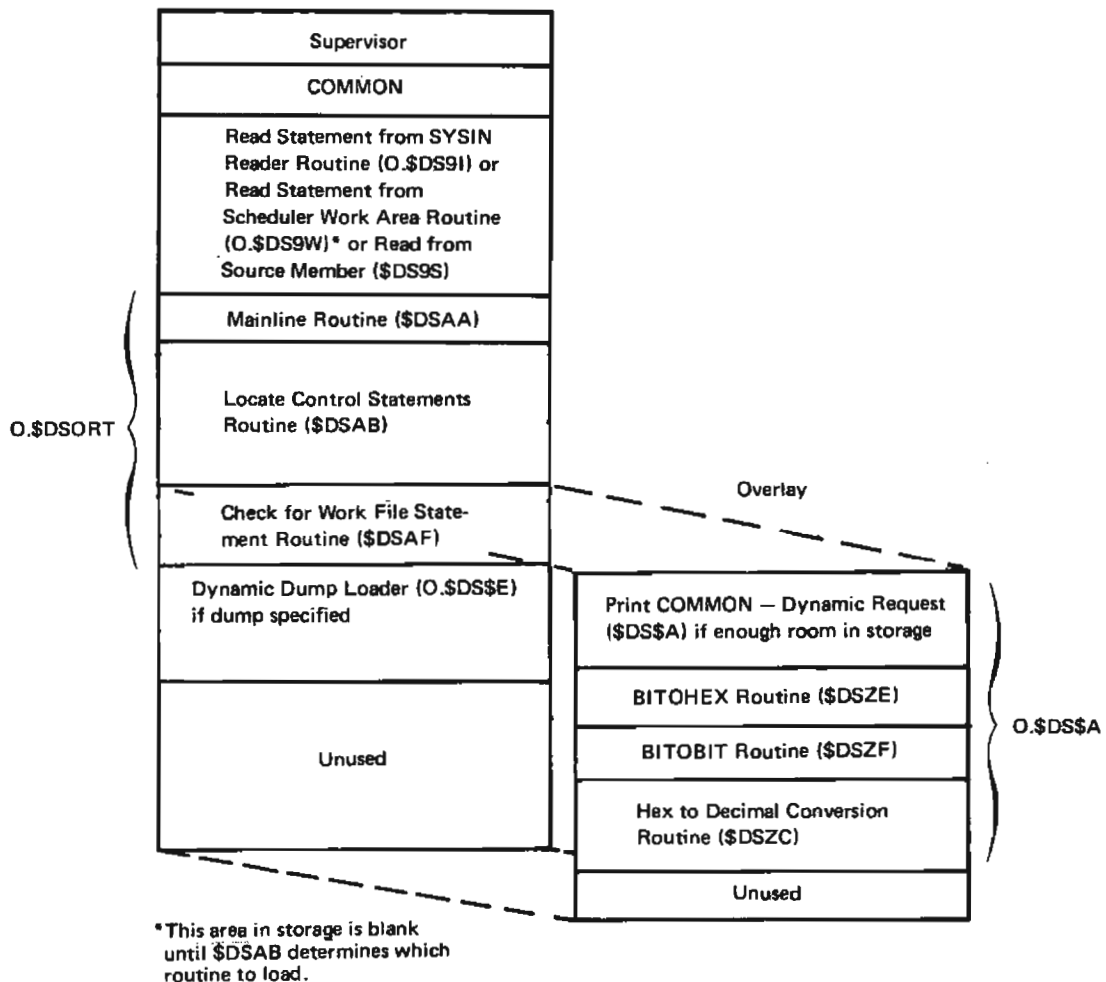 Supervisor
COMMON
Read Statement from SYSIN
Reader Routine (O.$DS9I) or
Read Statement from
Scheduler Work Area Routine
(O.$DS9W)* or Read from
Source Member ($DS9S)
Mainline Routine ($DSAA)
O.$DSORT
Locate Control Statements
Routine ($DSAB)
Overlay
Check for Work File State-
ment Routine ($DSAF)
Dynamic Dump Loader (O.$DS$E)
if dump specified
Unused
Print COMMON — Dynamic Request
($DS$A) if enough room in storage
BITOHEX Routine ($DSZE)
O.$DS$A
BITOBIT Routine ($DSZF)
Hex to Decimal Conversion
Routine ($DSZC)
Unused
*This area in storage is blank
until $DSAB determines which
routine to load.